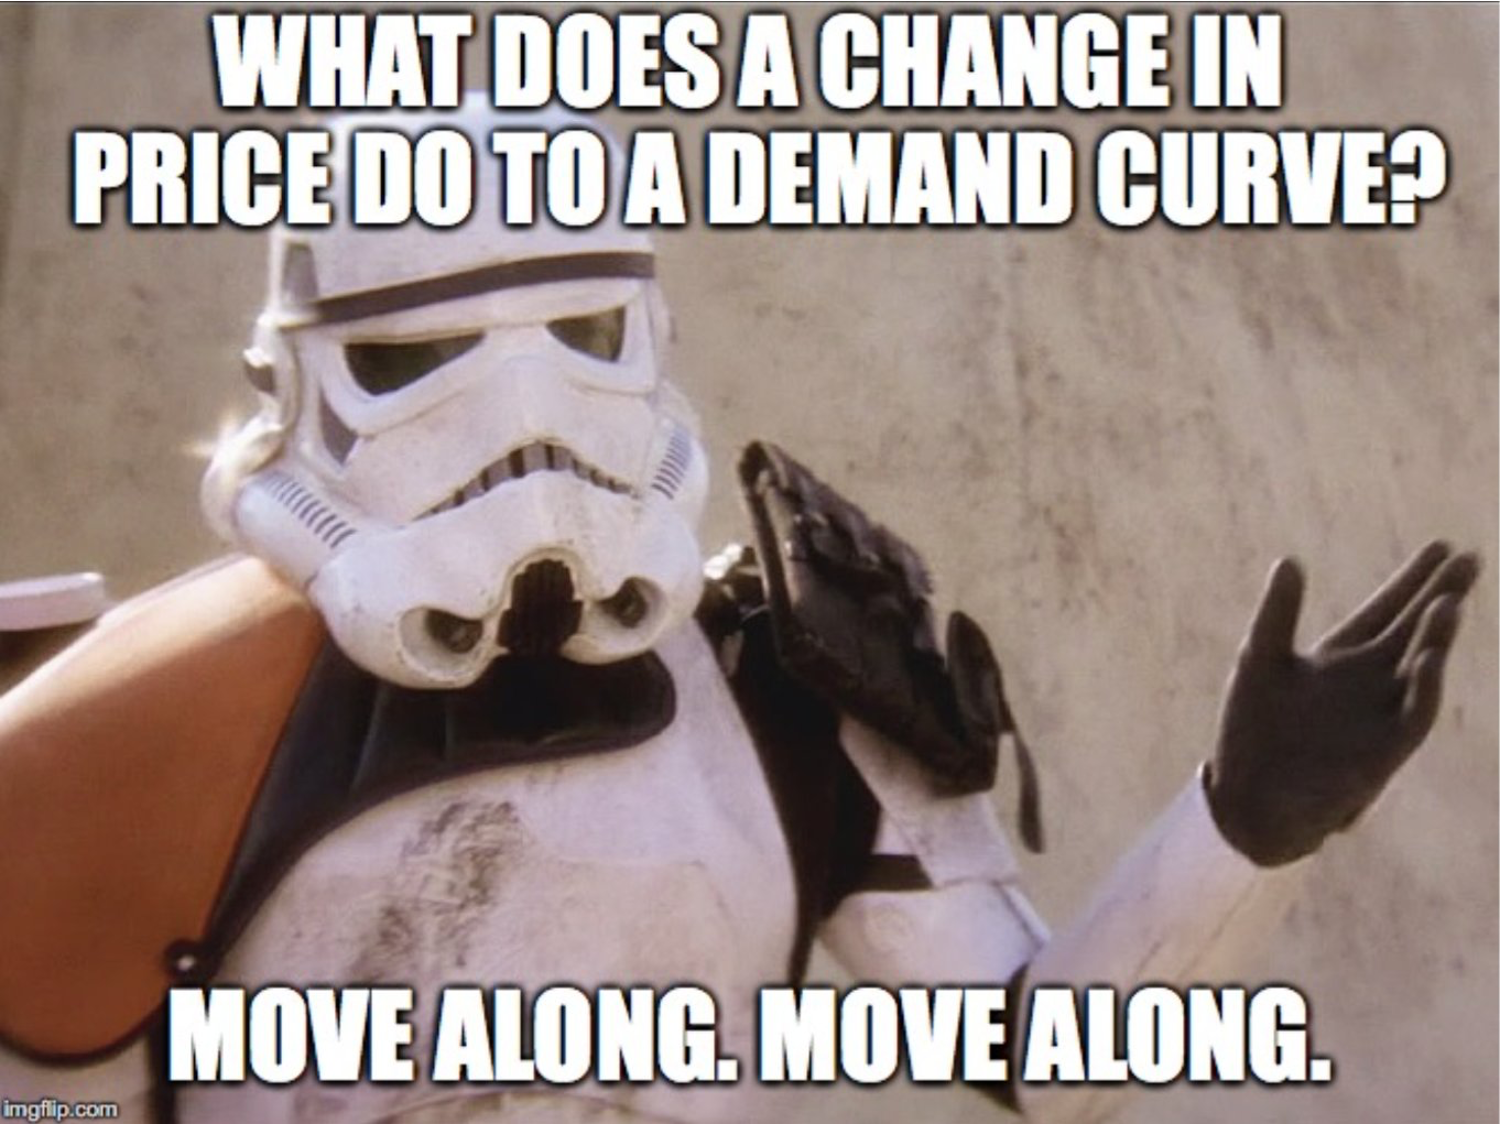 WHAT DOES A CHANGE IN
PRICE DO TO A DEMAND CURVE?
MOVE ALONG. MOVE ALONG.
imgflip.com